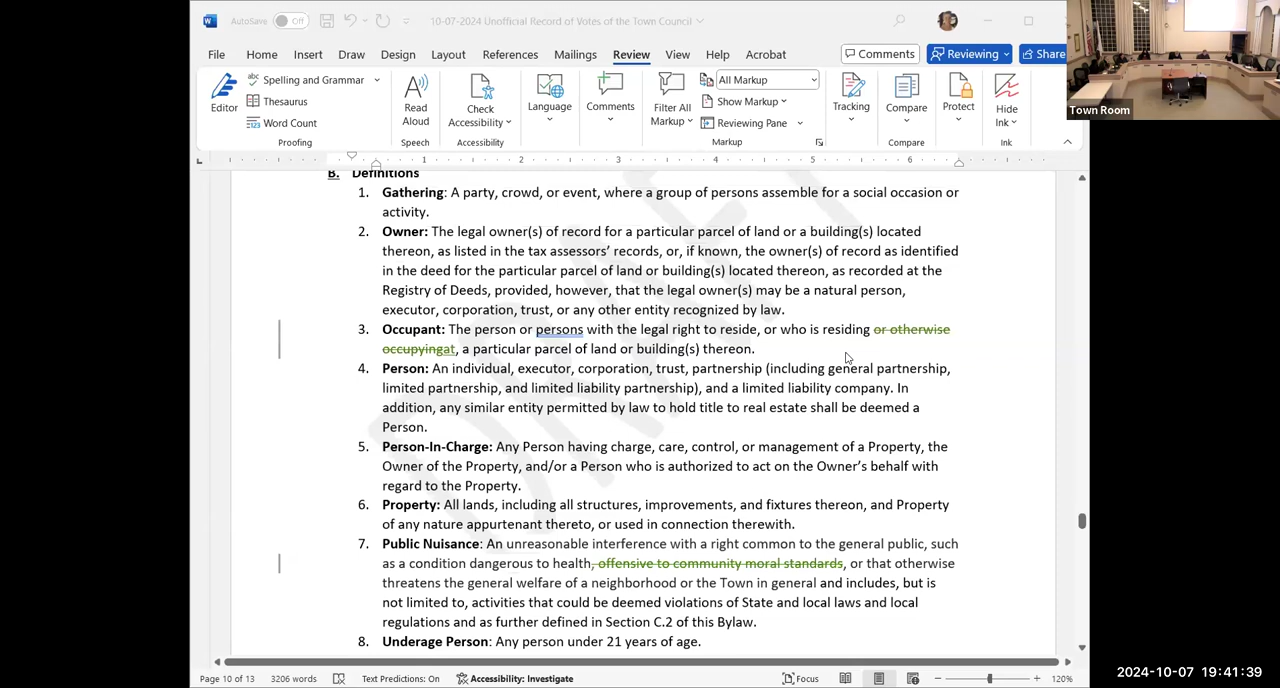 AutoSave Off 10-07-2024 Unofficial Record of Votes of the Town Council
File Home Insert Draw Design Layout References Mailings Review View Help Acrobat Comments Reviewing Share
Town Room
Editor Spelling and Grammar Thesaurus Word Count Proofing
Read Aloud Speech
Check Accessibility Accessibility
Language
Comments
Filter All Markup All Markup Show Markup Reviewing Pane Markup
Tracking
Compare Compare
Protect
Hide Ink Ink
1 2 3 4 5 6
B. Definitions
1. Gathering: A party, crowd, or event, where a group of persons assemble for a social occasion or
activity.
2. Owner: The legal owner(s) of record for a particular parcel of land or a building(s) located
thereon, as listed in the tax assessors’ records, or, if known, the owner(s) of record as identified
in the deed for the particular parcel of land or building(s) located thereon, as recorded at the
Registry of Deeds, provided, however, that the legal owner(s) may be a natural person,
executor, corporation, trust, or any other entity recognized by law.
3. Occupant: The person or persons with the legal right to reside, or who is residing or otherwise
occupyingat, a particular parcel of land or building(s) thereon.
4. Person: An individual, executor, corporation, trust, partnership (including general partnership,
limited partnership, and limited liability partnership), and a limited liability company. In
addition, any similar entity permitted by law to hold title to real estate shall be deemed a
Person.
5. Person-In-Charge: Any Person having charge, care, control, or management of a Property, the
Owner of the Property, and/or a Person who is authorized to act on the Owner’s behalf with
regard to the Property.
6. Property: All lands, including all structures, improvements, and fixtures thereon, and Property
of any nature appurtenant thereto, or used in connection therewith.
7. Public Nuisance: An unreasonable interference with a right common to the general public, such
as a condition dangerous to health, offensive to community moral standards, or that otherwise
threatens the general welfare of a neighborhood or the Town in general and includes, but is
not limited to, activities that could be deemed violations of State and local laws and local
regulations and as further defined in Section C.2 of this Bylaw.
8. Underage Person: Any person under 21 years of age.
DRAFT
Page 10 of 13 3206 words Text Predictions: On Accessibility: Investigate Focus 120%
2024-10-07 19:41:39